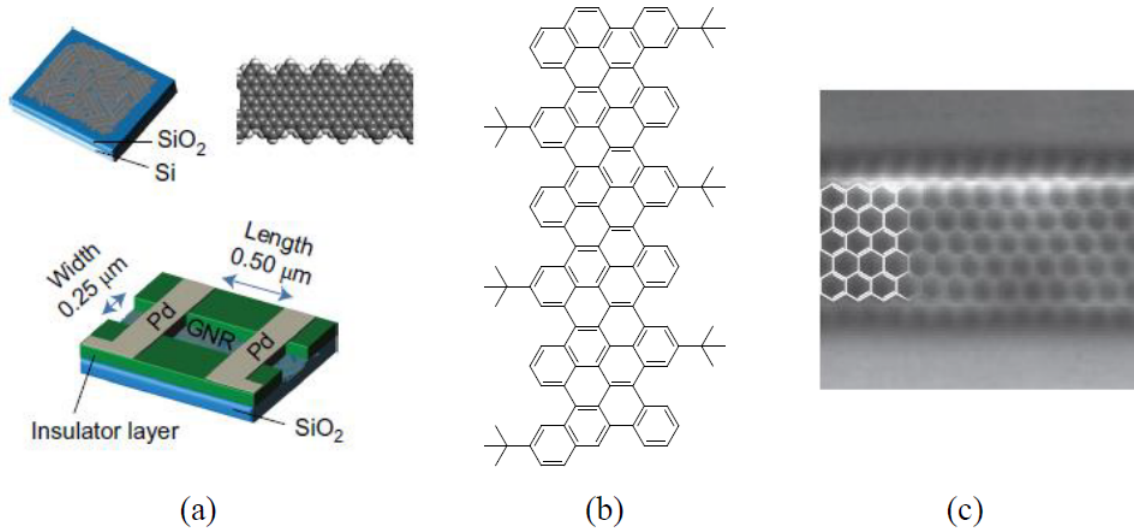 SiO2
Si
Width
0.25 μm
Length
0.50 μm
Pd
GNR
Pd
Insulator layer
SiO2
(a)
(b)
(c)